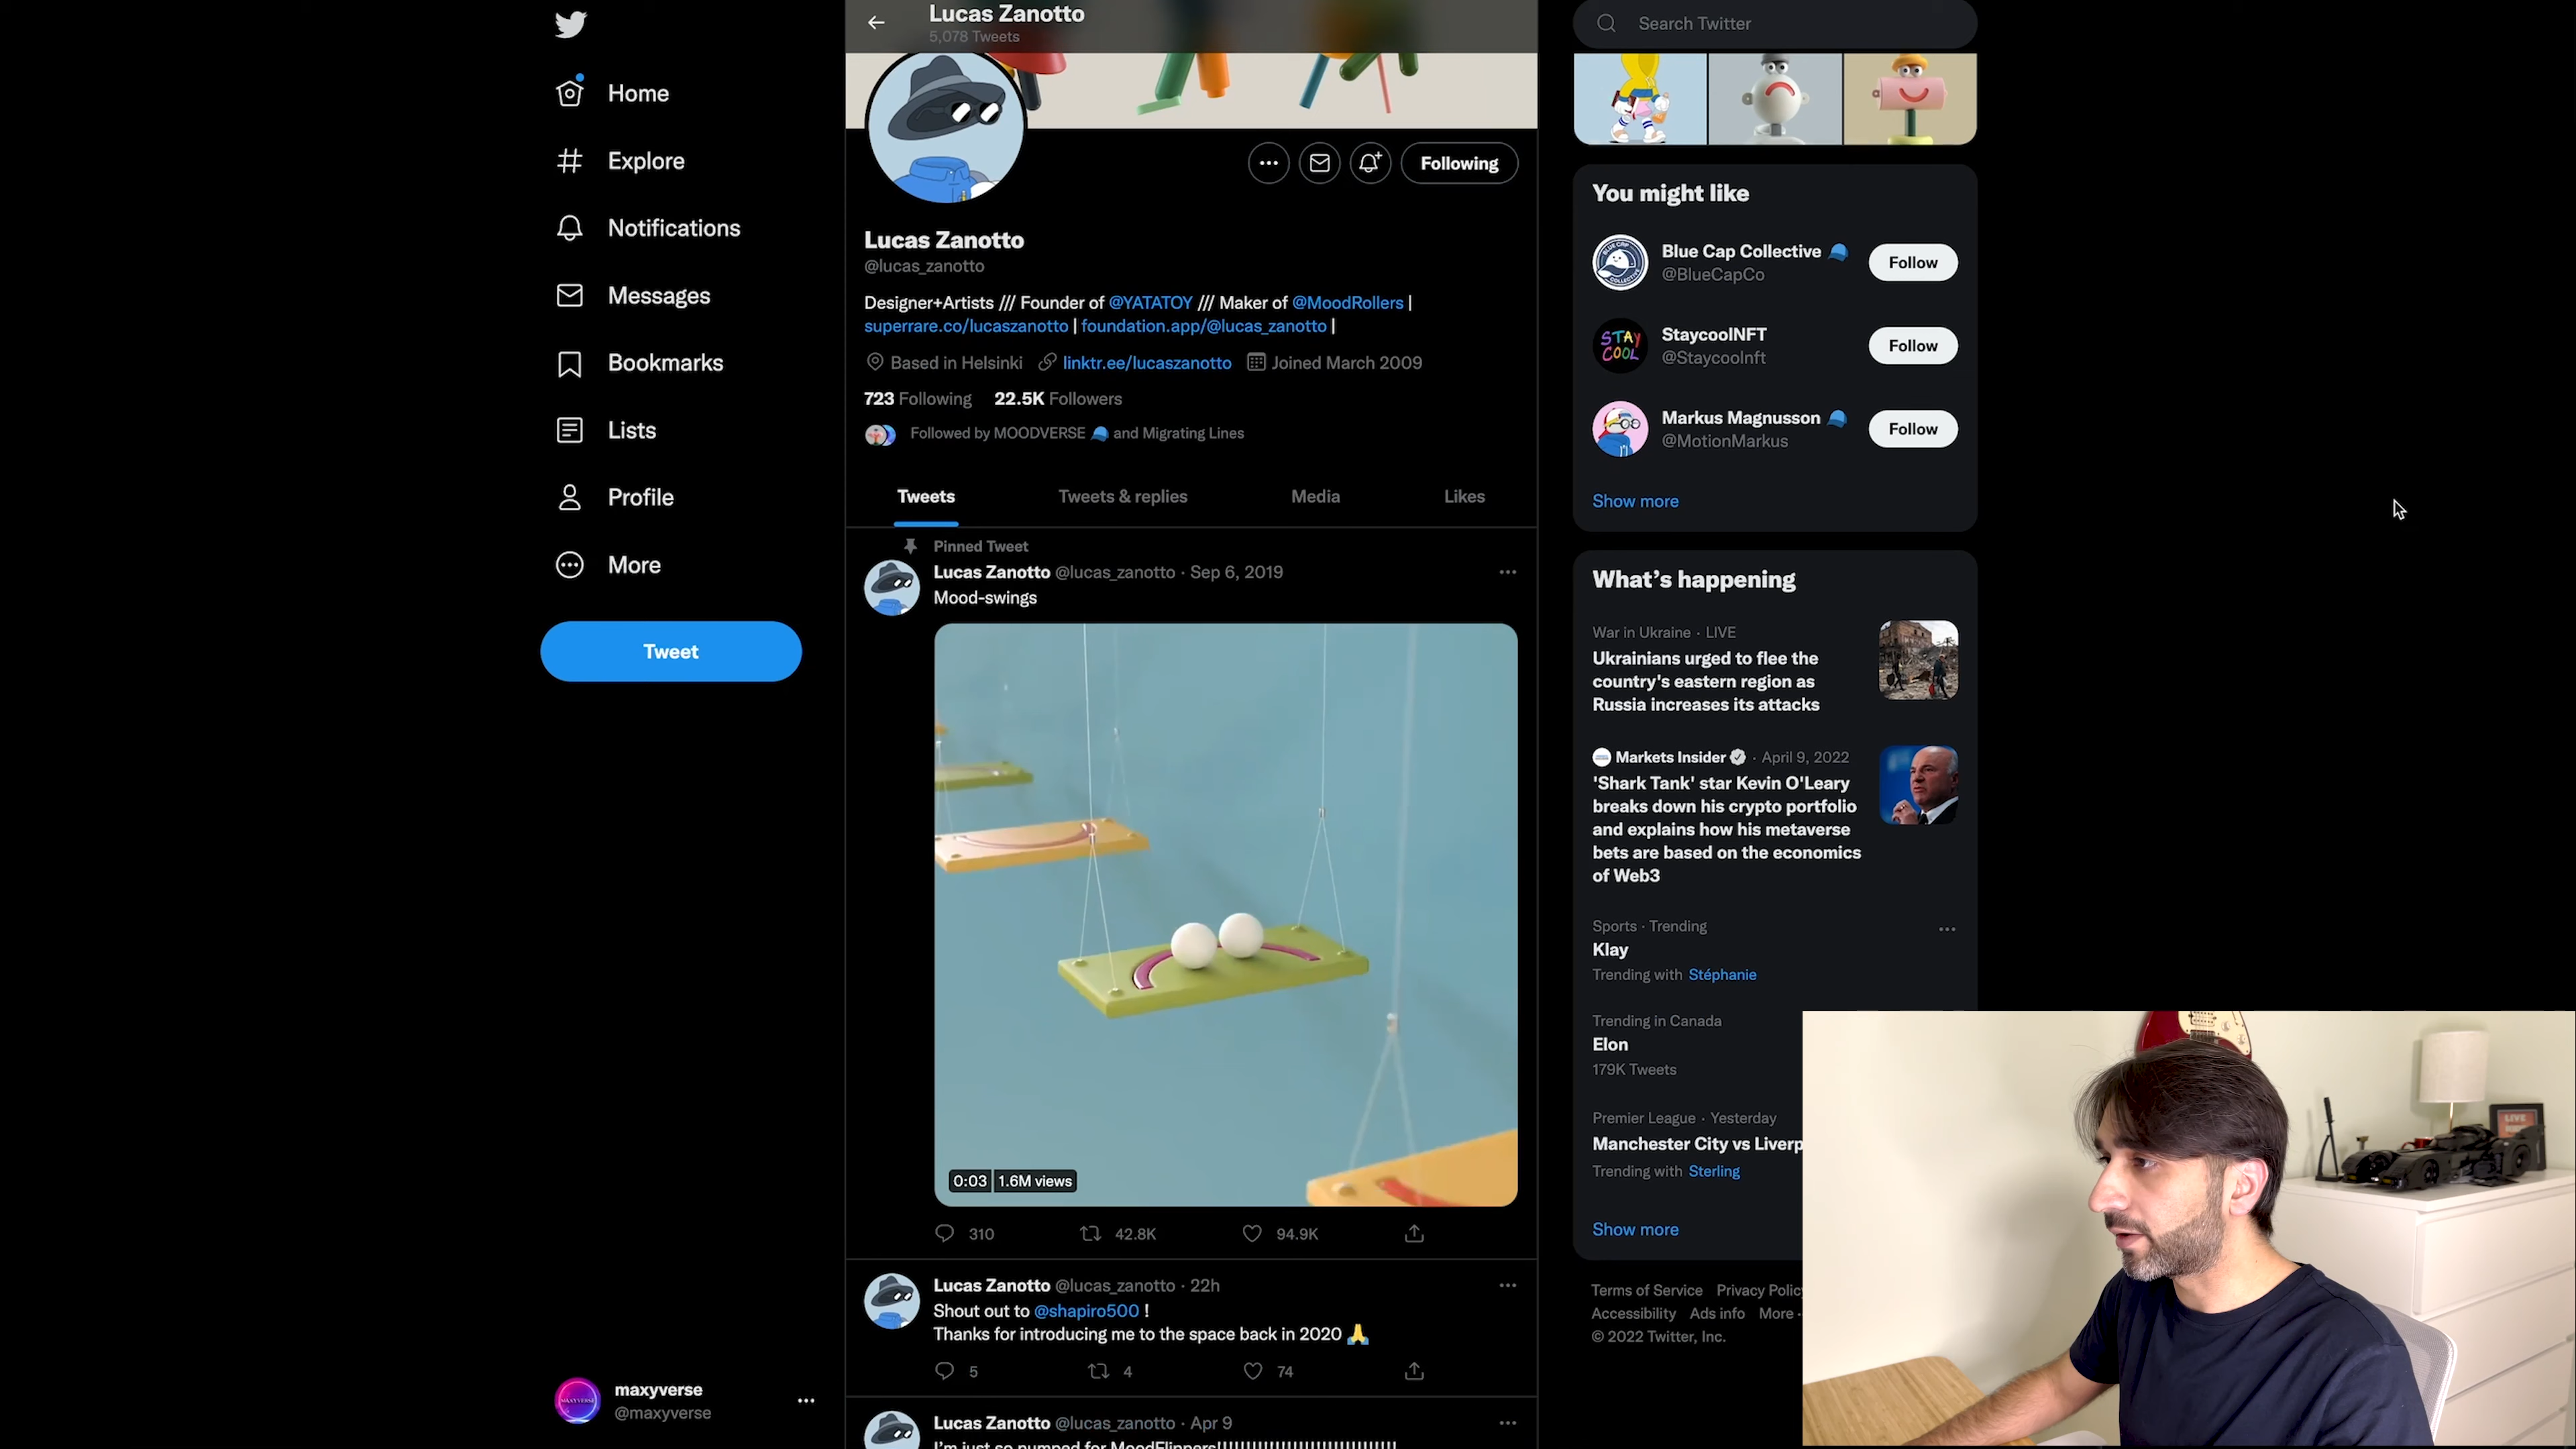 Home
Explore
Notifications
Messages
Bookmarks
Lists
Profile
More
Tweet
maxyverse
@maxyverse
Lucas Zanotto
5,078 Tweets
Following
Lucas Zanotto
@lucas_zanotto
Designer+Artists /// Founder of @YATATOY /// Maker of @MoodRollers |
superrare.co/lucaszanotto | foundation.app/@lucas_zanotto |
Based in Helsinki linktr.ee/lucaszanotto Joined March 2009
723 Following 22.5K Followers
Followed by MOODVERSE 🧢 and Migrating Lines
Tweets Tweets & replies Media Likes
Pinned Tweet
Lucas Zanotto @lucas_zanotto · Sep 6, 2019
Mood-swings
0:03 1.6M views
310 42.8K 94.9K
Lucas Zanotto @lucas_zanotto · 22h
Shout out to @shapiro500 !
Thanks for introducing me to the space back in 2020 🙏
5 4 74
Lucas Zanotto @lucas_zanotto · Apr 9
Search Twitter
You might like
Blue Cap Collective 🧢
@BlueCapCo
Follow
STAY
COOL
StaycoolNFT
@Staycoolnft
Follow
Markus Magnusson 🧢
@MotionMarkus
Follow
Show more
What's happening
War in Ukraine · LIVE
Ukrainians urged to flee the
country's eastern region as
Russia increases its attacks
Markets Insider · April 9, 2022
'Shark Tank' star Kevin O'Leary
breaks down his crypto portfolio
and explains how his metaverse
bets are based on the economics
of Web3
Sports · Trending
Klay
Trending with Stéphanie
Trending in Canada
Elon
179K Tweets
Premier League · Yesterday
Manchester City vs Liverp
Trending with Sterling
Show more
Terms of Service Privacy Policy
Accessibility Ads info More ·
© 2022 Twitter, Inc.